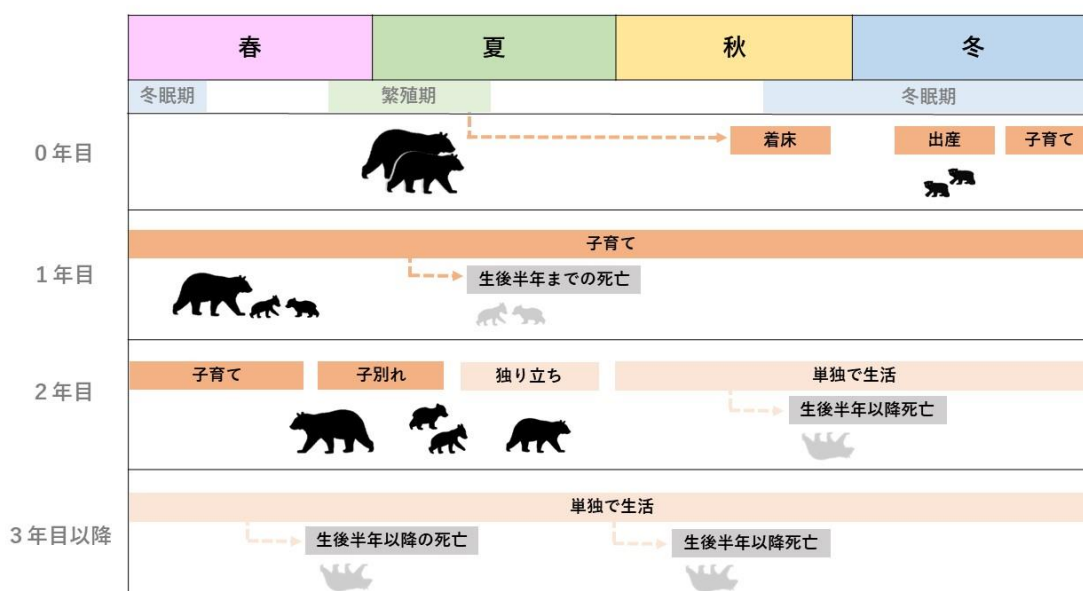 春 夏 秋 冬
冬眠期 繁殖期 冬眠期
0年目
着床 出産 子育て
1年目
子育て
生後半年までの死亡
2年目
子育て 子別れ 独り立ち 単独で生活
生後半年以降死亡
3年目以降
単独で生活
生後半年以降の死亡 生後半年以降死亡